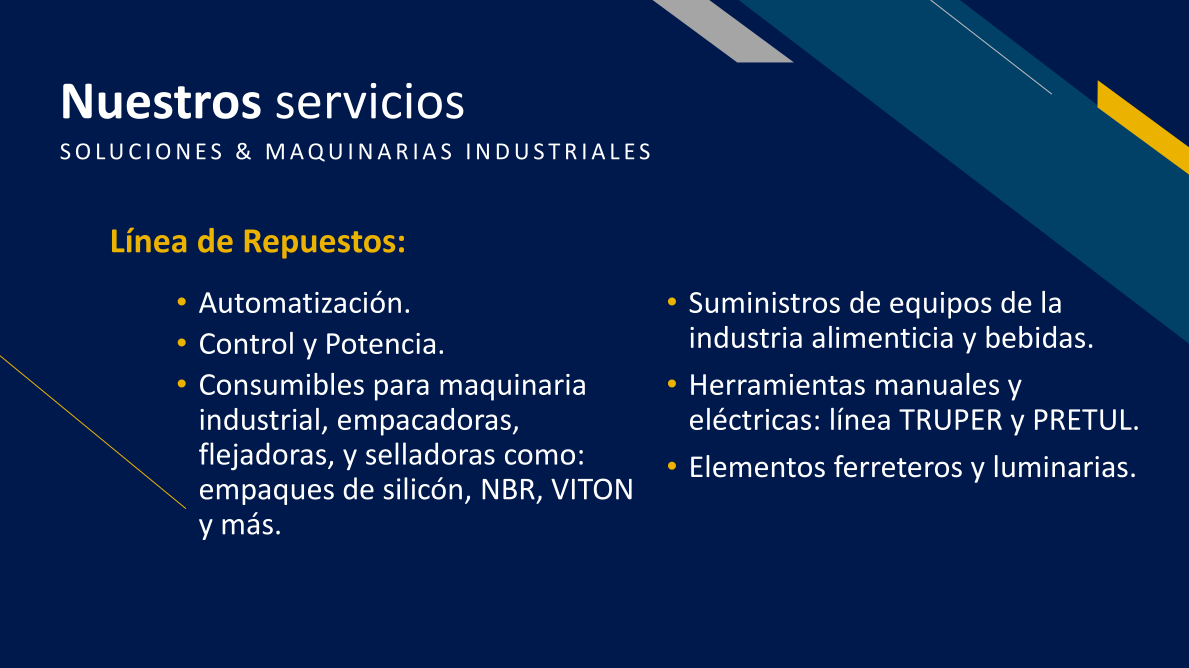 Nuestros servicios
SOLUCIONES & MAQUINARIAS INDUSTRIALES
Línea de Repuestos:
• Automatización.
• Control y Potencia.
• Consumibles para maquinaria
industrial, empacadoras,
flejadoras, y selladoras como:
empaques de silicón, NBR, VITON
y más.
• Suministros de equipos de la
industria alimenticia y bebidas.
• Herramientas manuales y
eléctricas: línea TRUPER y PRETUL.
• Elementos ferreteros y luminarias.